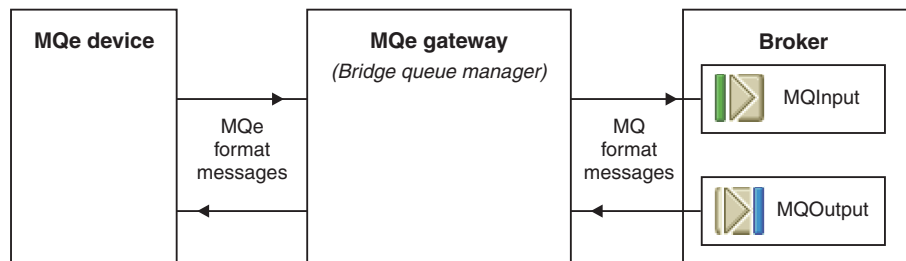 MQe device
MQe gateway
(Bridge queue manager)
Broker
MQInput
MQe
format
messages
MQ
format
messages
MQOutput